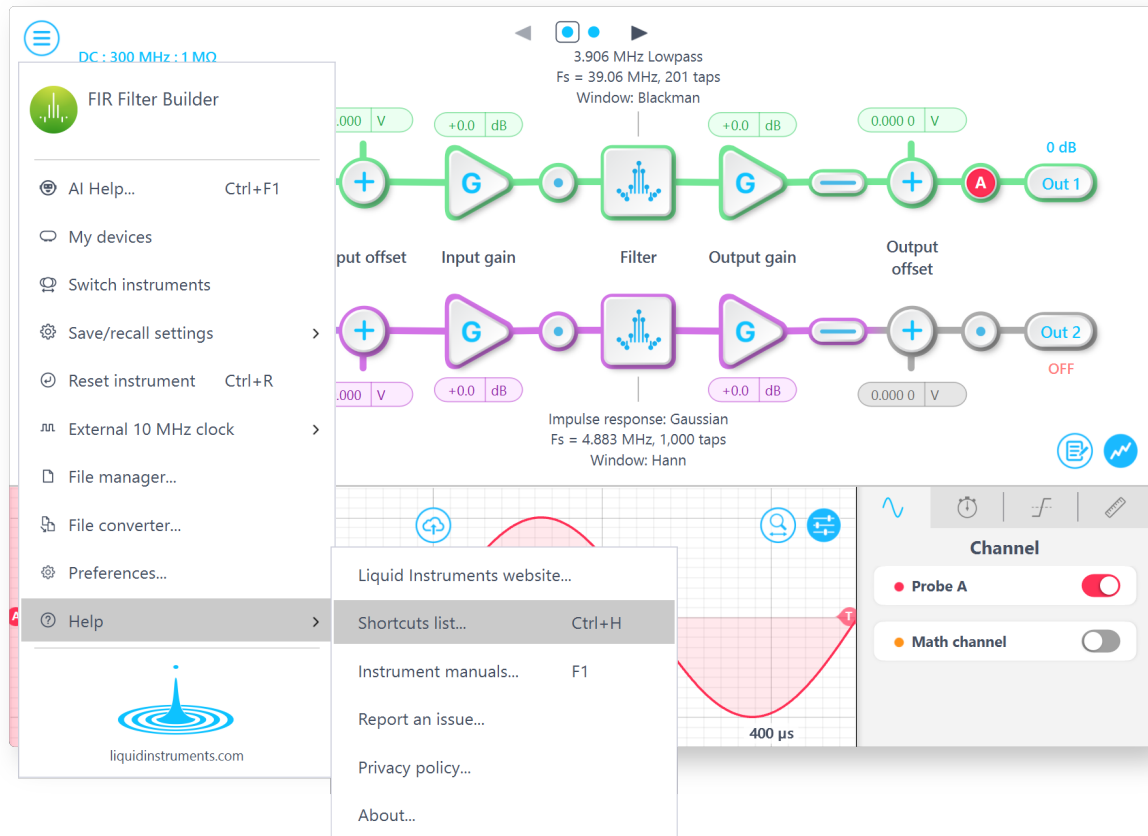 DC : 300 MHz : 1 MΩ
3.906 MHz Lowpass
Fs = 39.06 MHz, 201 taps
Window: Blackman
FIR Filter Builder
AI Help... Ctrl+F1
My devices
Switch instruments
Save/recall settings
Reset instrument Ctrl+R
External 10 MHz clock
File manager...
File converter...
Preferences...
Help
liquidinstruments.com
.000 V
+0.0 dB
+0.0 dB
0.000 0 V
0 dB
G
G
A
Out 1
put offset
Input gain
Filter
Output gain
Output
offset
G
G
Out 2
OFF
.000 V
+0.0 dB
+0.0 dB
0.000 0 V
Impulse response: Gaussian
Fs = 4.883 MHz, 1,000 taps
Window: Hann
Liquid Instruments website...
Shortcuts list... Ctrl+H
Instrument manuals... F1
Report an issue...
Privacy policy...
About...
A
T
400 µs
Channel
Probe A
Math channel